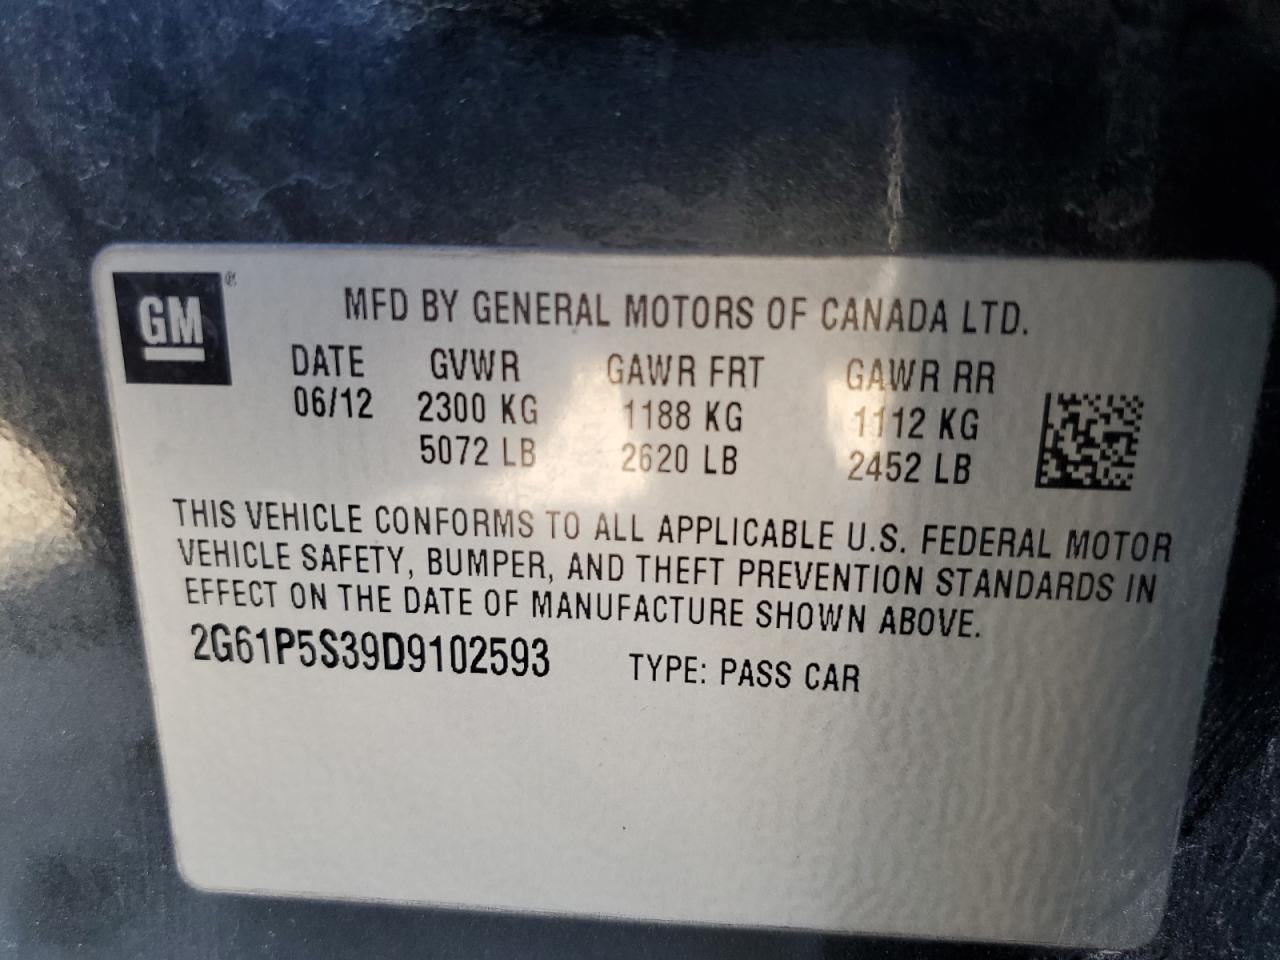 GM®
MFD BY GENERAL MOTORS OF CANADA LTD.
DATE GVWR GAWR FRT GAWR RR
06/12 2300 KG 1188 KG 1112 KG
5072 LB 2620 LB 2452 LB
THIS VEHICLE CONFORMS TO ALL APPLICABLE U.S. FEDERAL MOTOR
VEHICLE SAFETY, BUMPER, AND THEFT PREVENTION STANDARDS IN
EFFECT ON THE DATE OF MANUFACTURE SHOWN ABOVE.
2G61P5S39D9102593 TYPE: PASS CAR